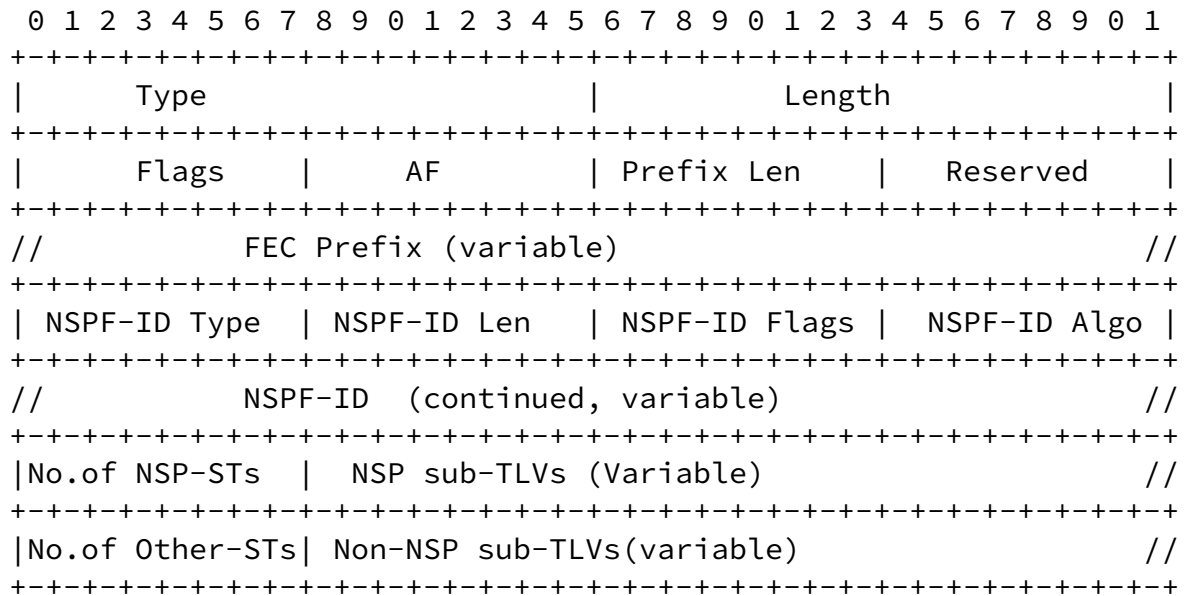 0 1 2 3 4 5 6 7 8 9 0 1 2 3 4 5 6 7 8 9 0 1 2 3 4 5 6 7 8 9 0 1
+-+-+-+-+-+-+-+-+-+-+-+-+-+-+-+-+-+-+-+-+-+-+-+-+-+-+-+-+-+-+-+-+
|      Type                     |          Length               |
+-+-+-+-+-+-+-+-+-+-+-+-+-+-+-+-+-+-+-+-+-+-+-+-+-+-+-+-+-+-+-+-+
|      Flags    |     AF        | Prefix Len    |   Reserved    |
+-+-+-+-+-+-+-+-+-+-+-+-+-+-+-+-+-+-+-+-+-+-+-+-+-+-+-+-+-+-+-+-+
//           FEC Prefix (variable)                             //
+-+-+-+-+-+-+-+-+-+-+-+-+-+-+-+-+-+-+-+-+-+-+-+-+-+-+-+-+-+-+-+-+
| NSPF-ID Type  | NSPF-ID Len   | NSPF-ID Flags |  NSPF-ID Algo |
+-+-+-+-+-+-+-+-+-+-+-+-+-+-+-+-+-+-+-+-+-+-+-+-+-+-+-+-+-+-+-+-+
//           NSPF-ID  (continued, variable)                    //
+-+-+-+-+-+-+-+-+-+-+-+-+-+-+-+-+-+-+-+-+-+-+-+-+-+-+-+-+-+-+-+-+
|No.of NSP-STs  |  NSP sub-TLVs (Variable)                     //
+-+-+-+-+-+-+-+-+-+-+-+-+-+-+-+-+-+-+-+-+-+-+-+-+-+-+-+-+-+-+-+-+
|No.of Other-STs| Non-NSP sub-TLVs(variable)                   //
+-+-+-+-+-+-+-+-+-+-+-+-+-+-+-+-+-+-+-+-+-+-+-+-+-+-+-+-+-+-+-+-+